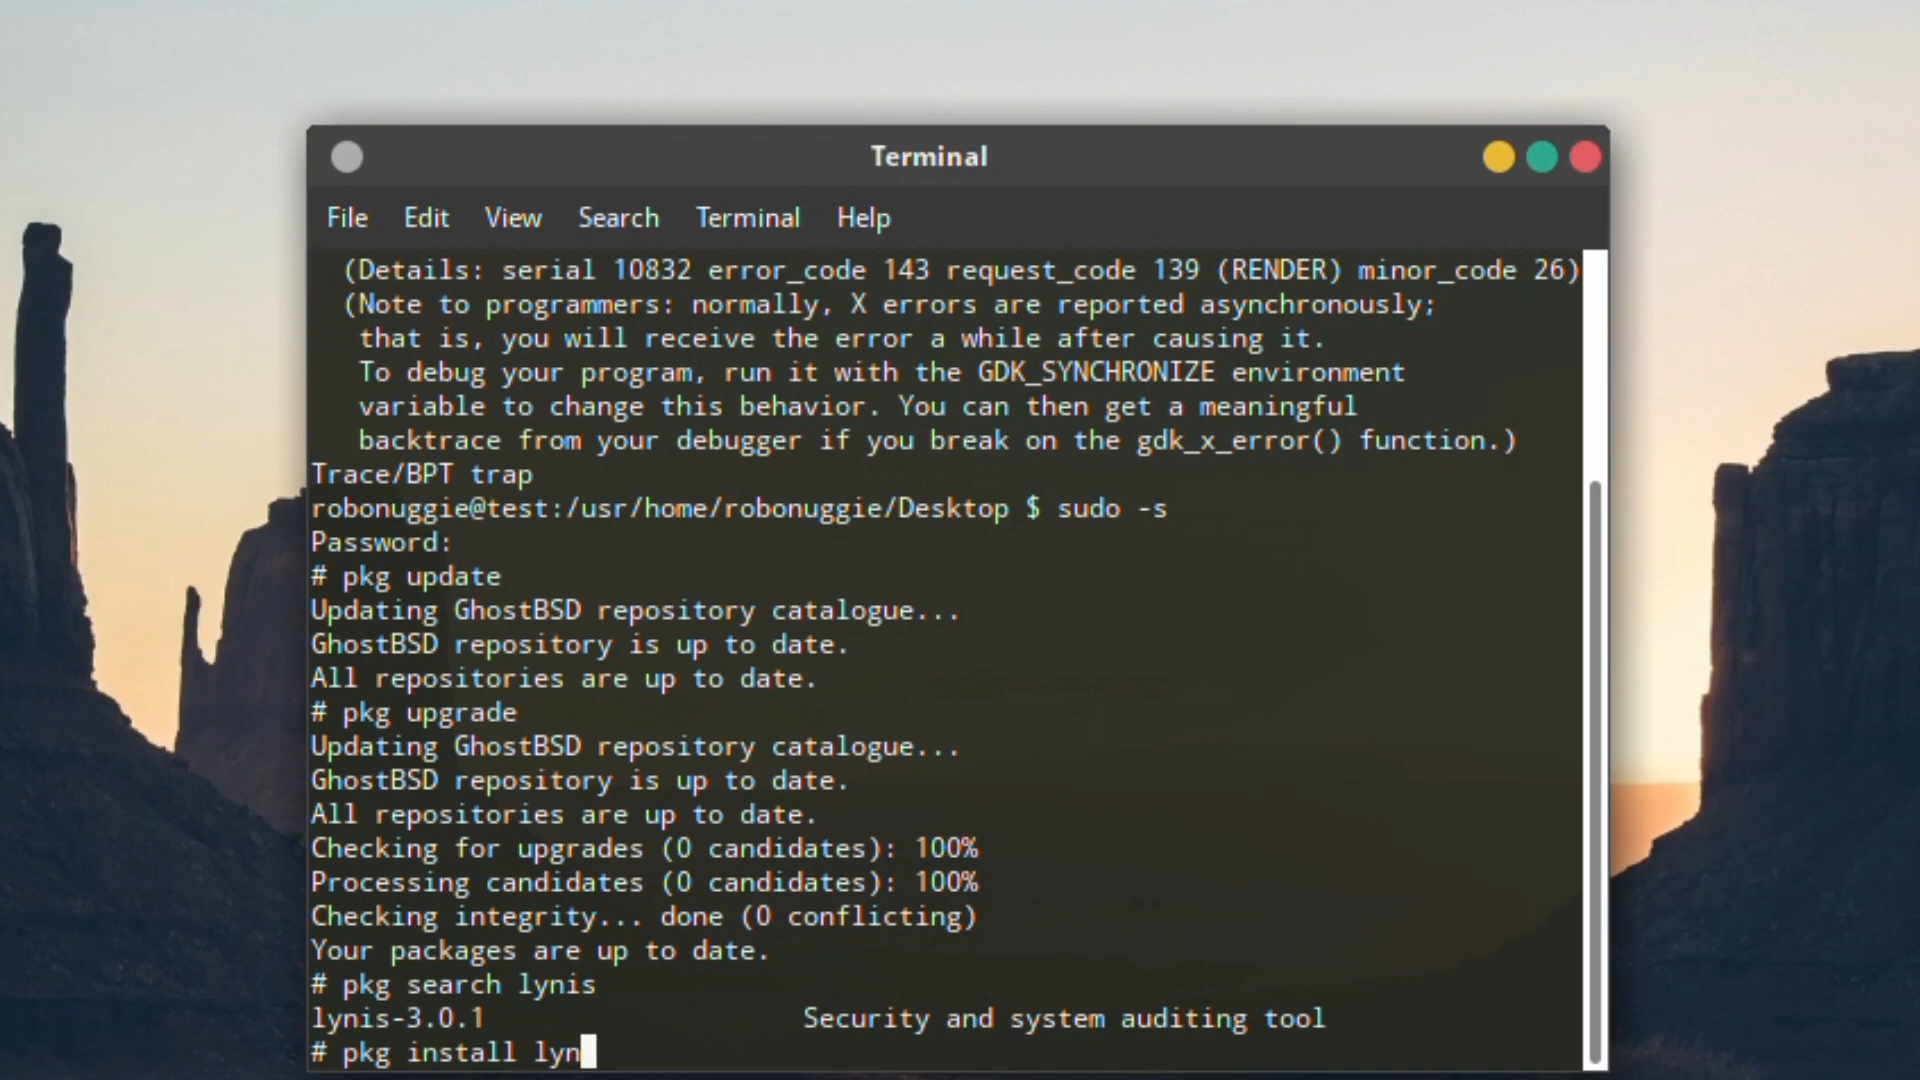 Terminal
File Edit View Search Terminal Help
(Details: serial 10832 error_code 143 request_code 139 (RENDER) minor_code 26)
(Note to programmers: normally, X errors are reported asynchronously;
that is, you will receive the error a while after causing it.
To debug your program, run it with the GDK_SYNCHRONIZE environment
variable to change this behavior. You can then get a meaningful
backtrace from your debugger if you break on the gdk_x_error() function.)
Trace/BPT trap
robonuggie@test:/usr/home/robonuggie/Desktop $ sudo -s
Password:
# pkg update
Updating GhostBSD repository catalogue...
GhostBSD repository is up to date.
All repositories are up to date.
# pkg upgrade
Updating GhostBSD repository catalogue...
GhostBSD repository is up to date.
All repositories are up to date.
Checking for upgrades (0 candidates): 100%
Processing candidates (0 candidates): 100%
Checking integrity... done (0 conflicting)
Your packages are up to date.
# pkg search lynis
lynis-3.0.1 Security and system auditing tool
# pkg install lyn